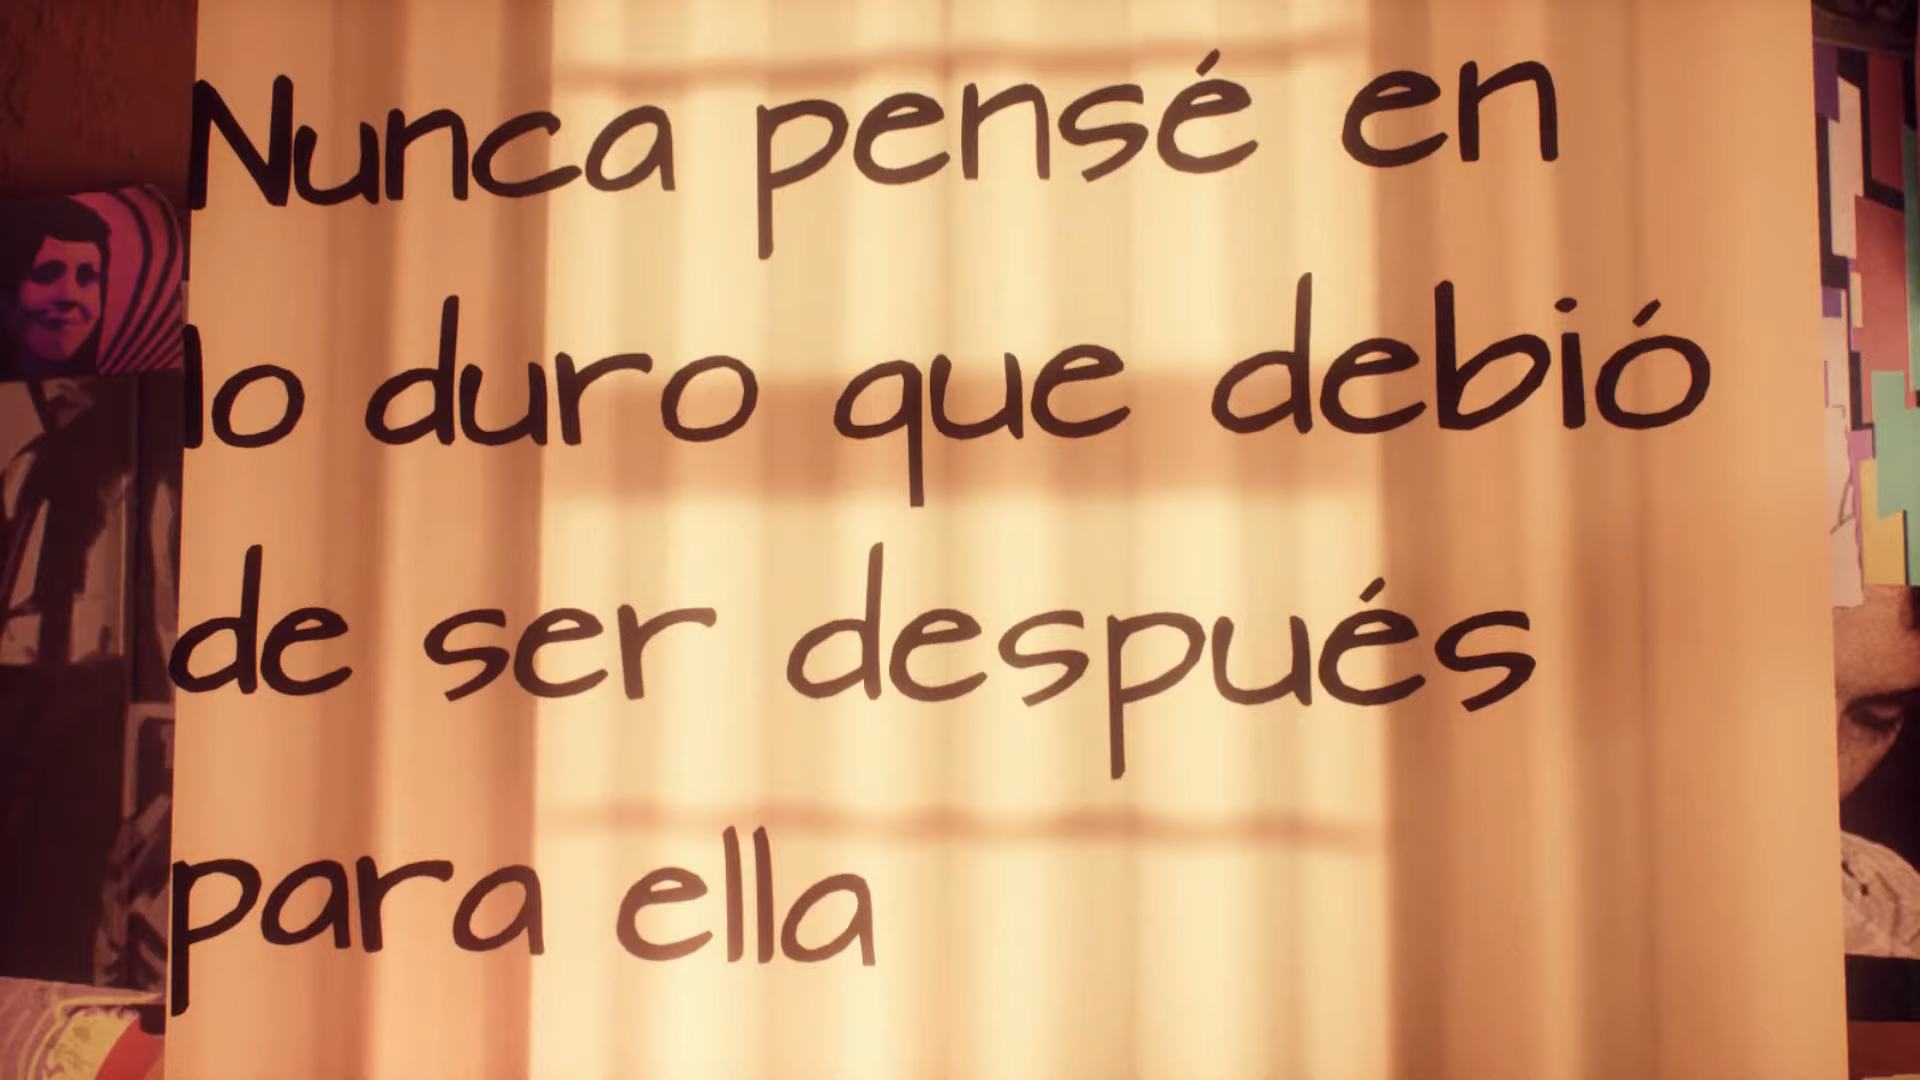 Nunca pensé en
lo duro que debió
de ser después
para ella